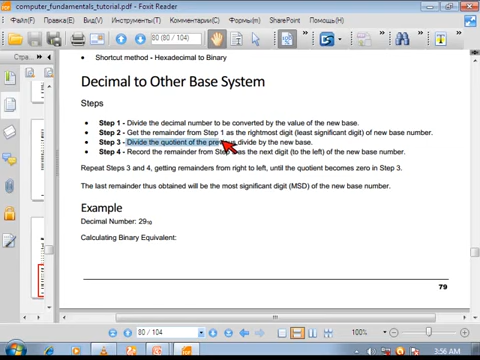 computer_fundamentals_tutorial.pdf - Foxit Reader
Файл(Г) Правка(Е) Вид(V) Инструменты(Т) Комментарии(С) Формы(R) SharePoint Помощь(Н)
80 (80 / 104)
Стра...
• Shortcut method - Hexadecimal to Binary
Decimal to Other Base System
Steps
• Step 1 - Divide the decimal number to be converted by the value of the new base.
• Step 2 - Get the remainder from Step 1 as the rightmost digit (least significant digit) of new base number.
• Step 3 - Divide the quotient of the pre divide by the new base.
• Step 4 - Record the remainder from Step as the next digit (to the left) of the new base number.
Repeat Steps 3 and 4, getting remainders from right to left, until the quotient becomes zero in Step 3.
The last remainder thus obtained will be the most significant digit (MSD) of the new base number.
Example
Decimal Number: 29₁₀
Calculating Binary Equivalent:
79
80 / 104
100%
3:56 AM